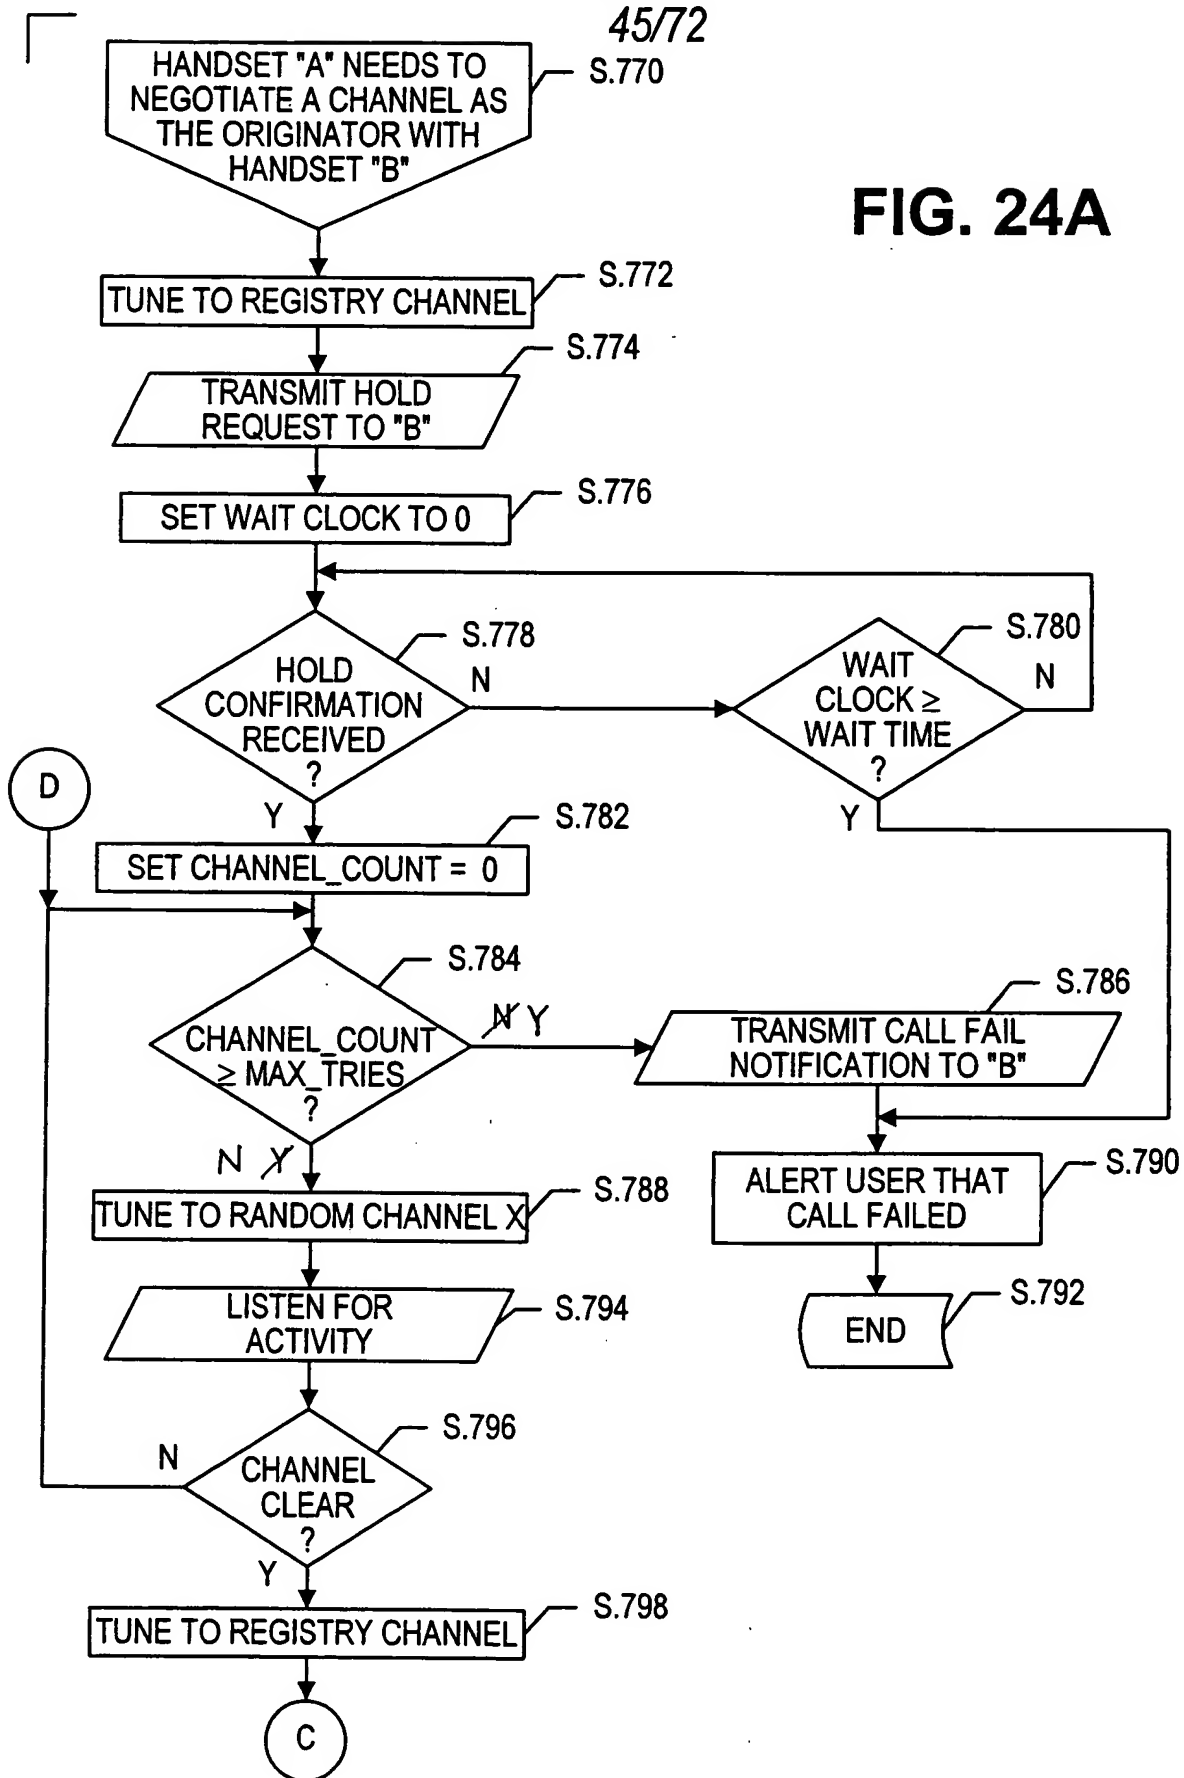 45/72
HANDSET "A" NEEDS TO
NEGOTIATE A CHANNEL AS
THE ORIGINATOR WITH
HANDSET "B"
S.770
FIG. 24A
S.772
TUNE TO REGISTRY CHANNEL
S.774
TRANSMIT HOLD
REQUEST TO "B"
S.776
SET WAIT CLOCK TO 0
S.778
HOLD
CONFIRMATION
RECEIVED
?
N
Y
S.780
WAIT
CLOCK ≥
WAIT TIME
?
N
Y
D
S.782
SET CHANNEL_COUNT = 0
S.784
CHANNEL_COUNT
≥ MAX_TRIES
?
N Y
N Y
S.786
TRANSMIT CALL FAIL
NOTIFICATION TO "B"
S.788
TUNE TO RANDOM CHANNEL X
S.790
ALERT USER THAT
CALL FAILED
S.794
LISTEN FOR
ACTIVITY
S.792
END
S.796
CHANNEL
CLEAR
?
N
Y
S.798
TUNE TO REGISTRY CHANNEL
C